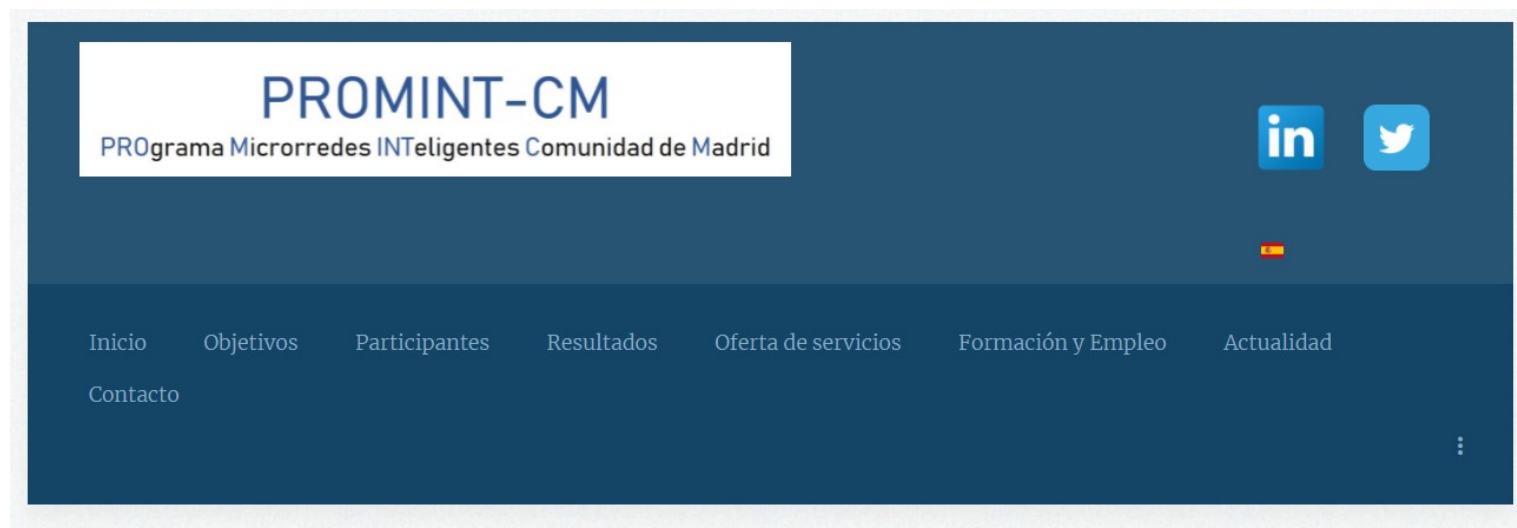 PROMINT-CM
PROgrama Microrredes INTeligentes Comunidad de Madrid
in
Inicio Objetivos Participantes Resultados Oferta de servicios Formación y Empleo Actualidad
Contacto